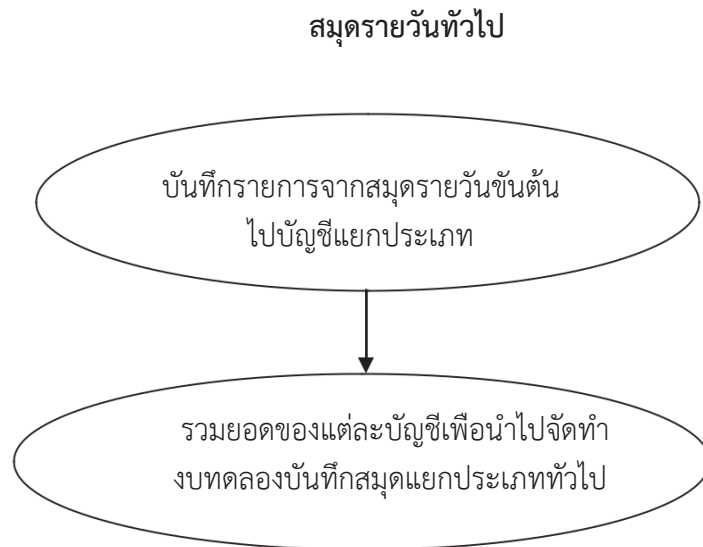 สมุดรายวันทัวไป
บันทึกรายการจากสมุดรายวันขันต้น
ไปบัญชีแยกประเภท
รวมยอดของแต่ละบัญชีเพือนำไปจัดทำ
งบทดลองบันทึกสมุดแยกประเภททัวไป